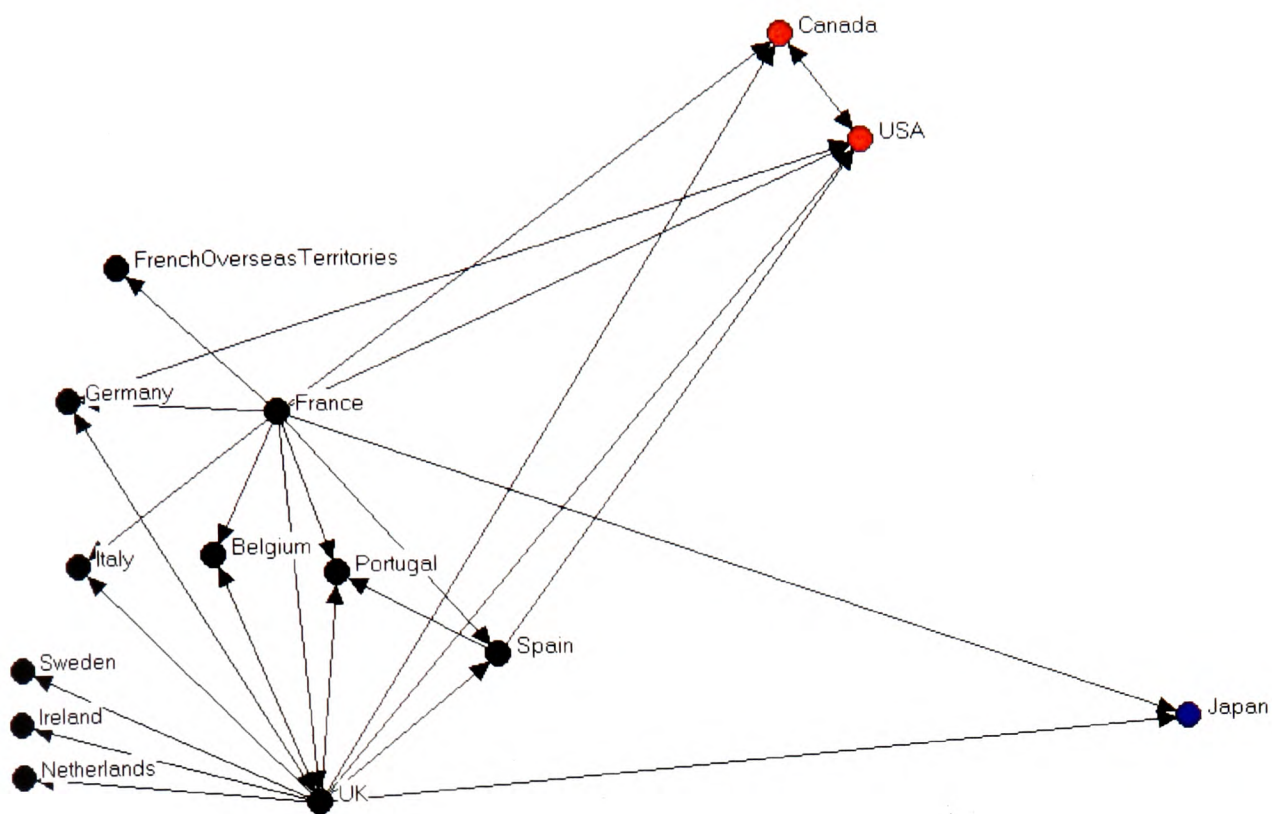 Canada
USA
FrenchOverseasTerritories
Germany
France
Italy
Belgium
Portugal
Spain
Sweden
Ireland
Netherlands
UK
Japan